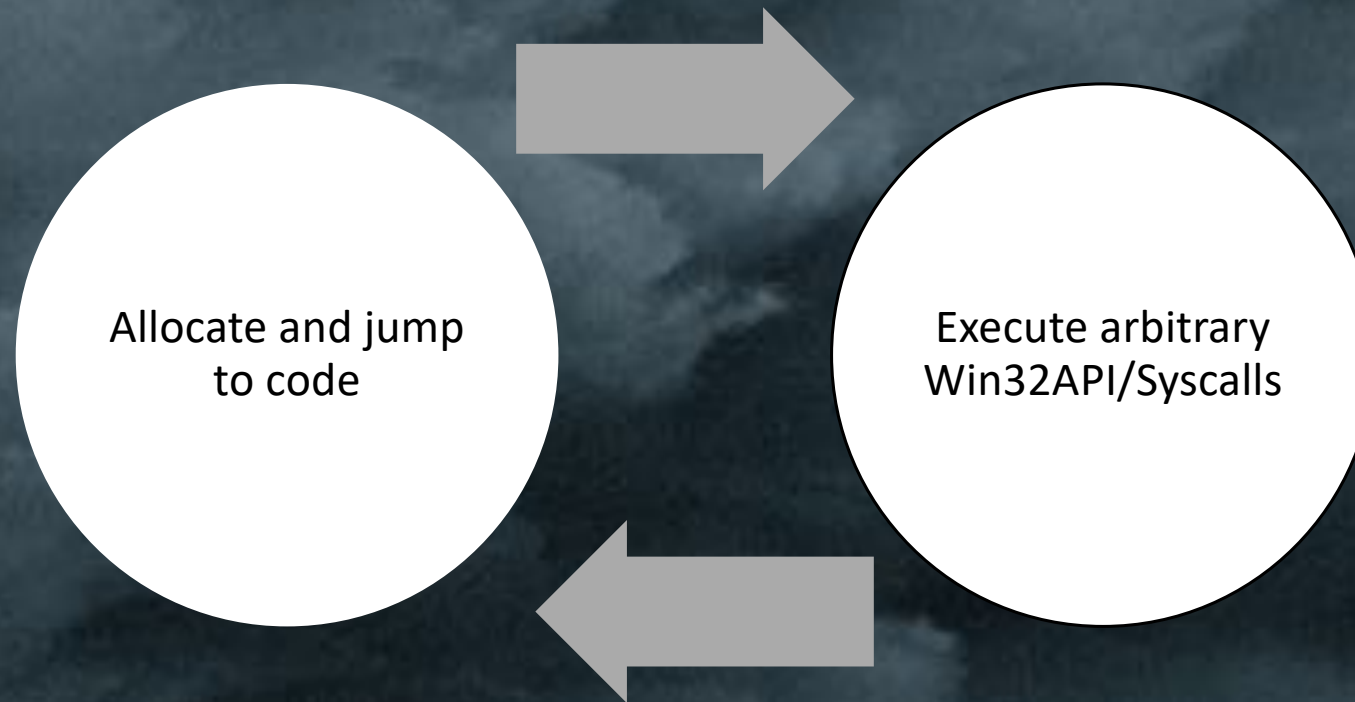 Allocate and jump
to code
Execute arbitrary
Win32API/Syscalls